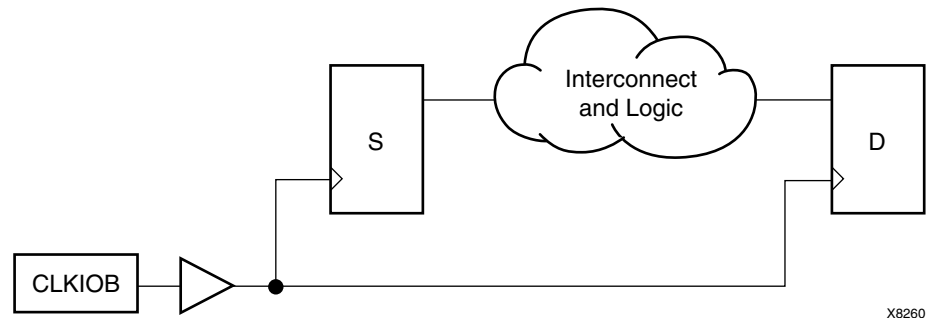 Interconnect
and Logic
S
D
CLKIOB
X8260